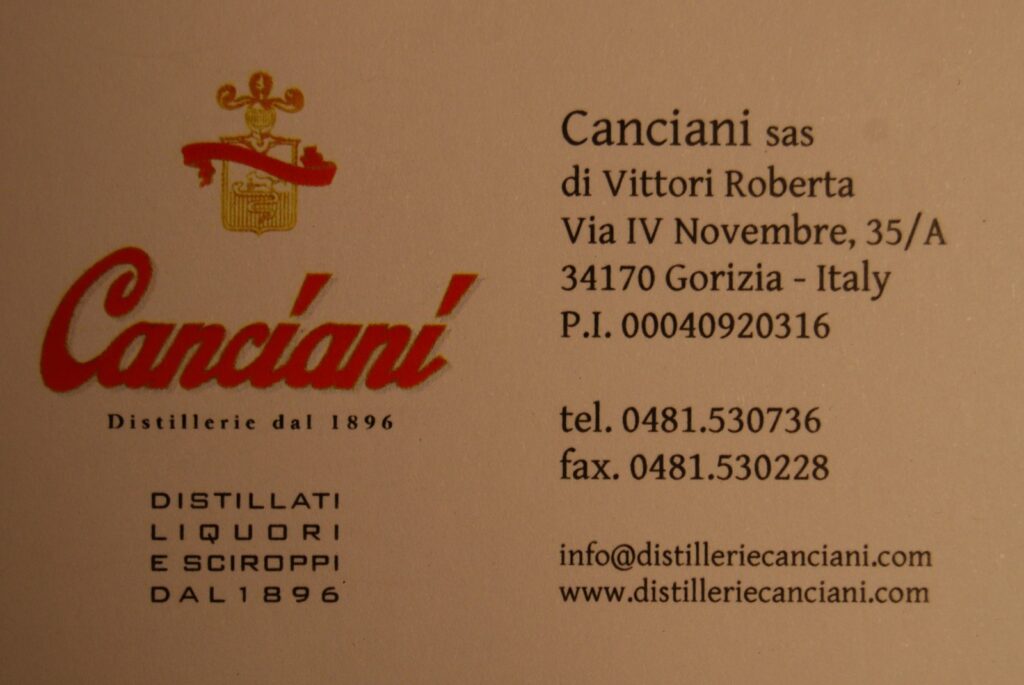 Canciani
Distillerie dal 1896
DISTILLATI
LIQUORI
E SCIROPPI
DAL 1896
Canciani sas
di Vittori Roberta
Via IV Novembre, 35/A
34170 Gorizia - Italy
P.I. 00040920316
tel. 0481.530736
fax. 0481.530228
info@distilleriecanciani.com
www.distilleriecanciani.com